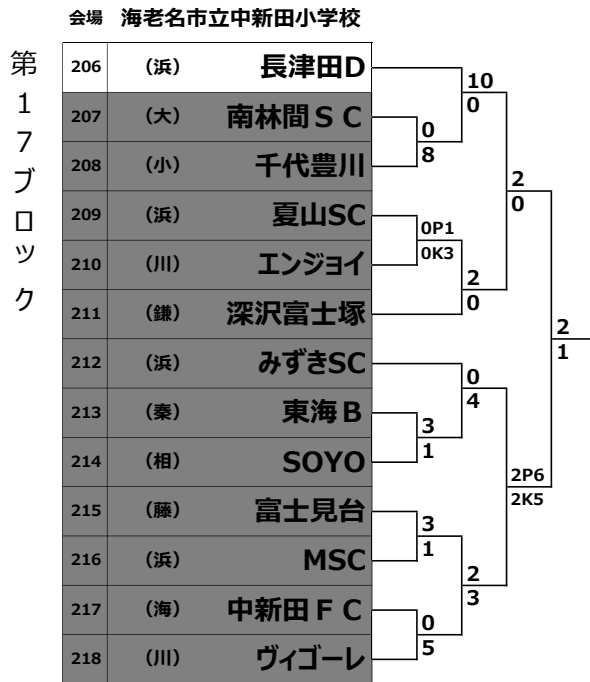 会場 海老名市立中新田小学校
第17ブロック
206 （浜） 長津田D
207 （大） 南林間ＳＣ
208 （小） 千代豊川
209 （浜） 夏山SC
210 （川） エンジョイ
211 （鎌） 深沢富士塚
212 （浜） みずきSC
213 （秦） 東海Ｂ
214 （相） SOYO
215 （藤） 富士見台
216 （浜） MSC
217 （海） 中新田ＦＣ
218 （川） ヴィゴーレ
10
0
0
8
2
0
0P1
0K3
2
0
2
1
0
4
3
1
2P6
2K5
3
1
2
3
0
5